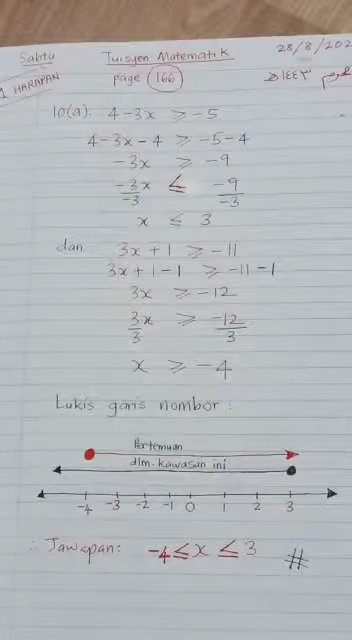 Sabtu Tuisyen Matematik 28/8/202
1 HARAPAN page 166 ١٤٤٣ هـ
10(a). 4-3x ≥ -5
4-3x-4 ≥ -5-4
-3x ≥ -9
-3x/-3 ≤ -9/-3
x ≤ 3
dan 3x+1 ≥ -11
3x+1-1 ≥ -11-1
3x ≥ -12
3x/3 ≥ -12/3
x ≥ -4
Lukis garis nombor:
Pertemuan
dlm kawasan ini
-4 -3 -2 -1 0 1 2 3
∴ Jawapan: -4 ≤ x ≤ 3 #